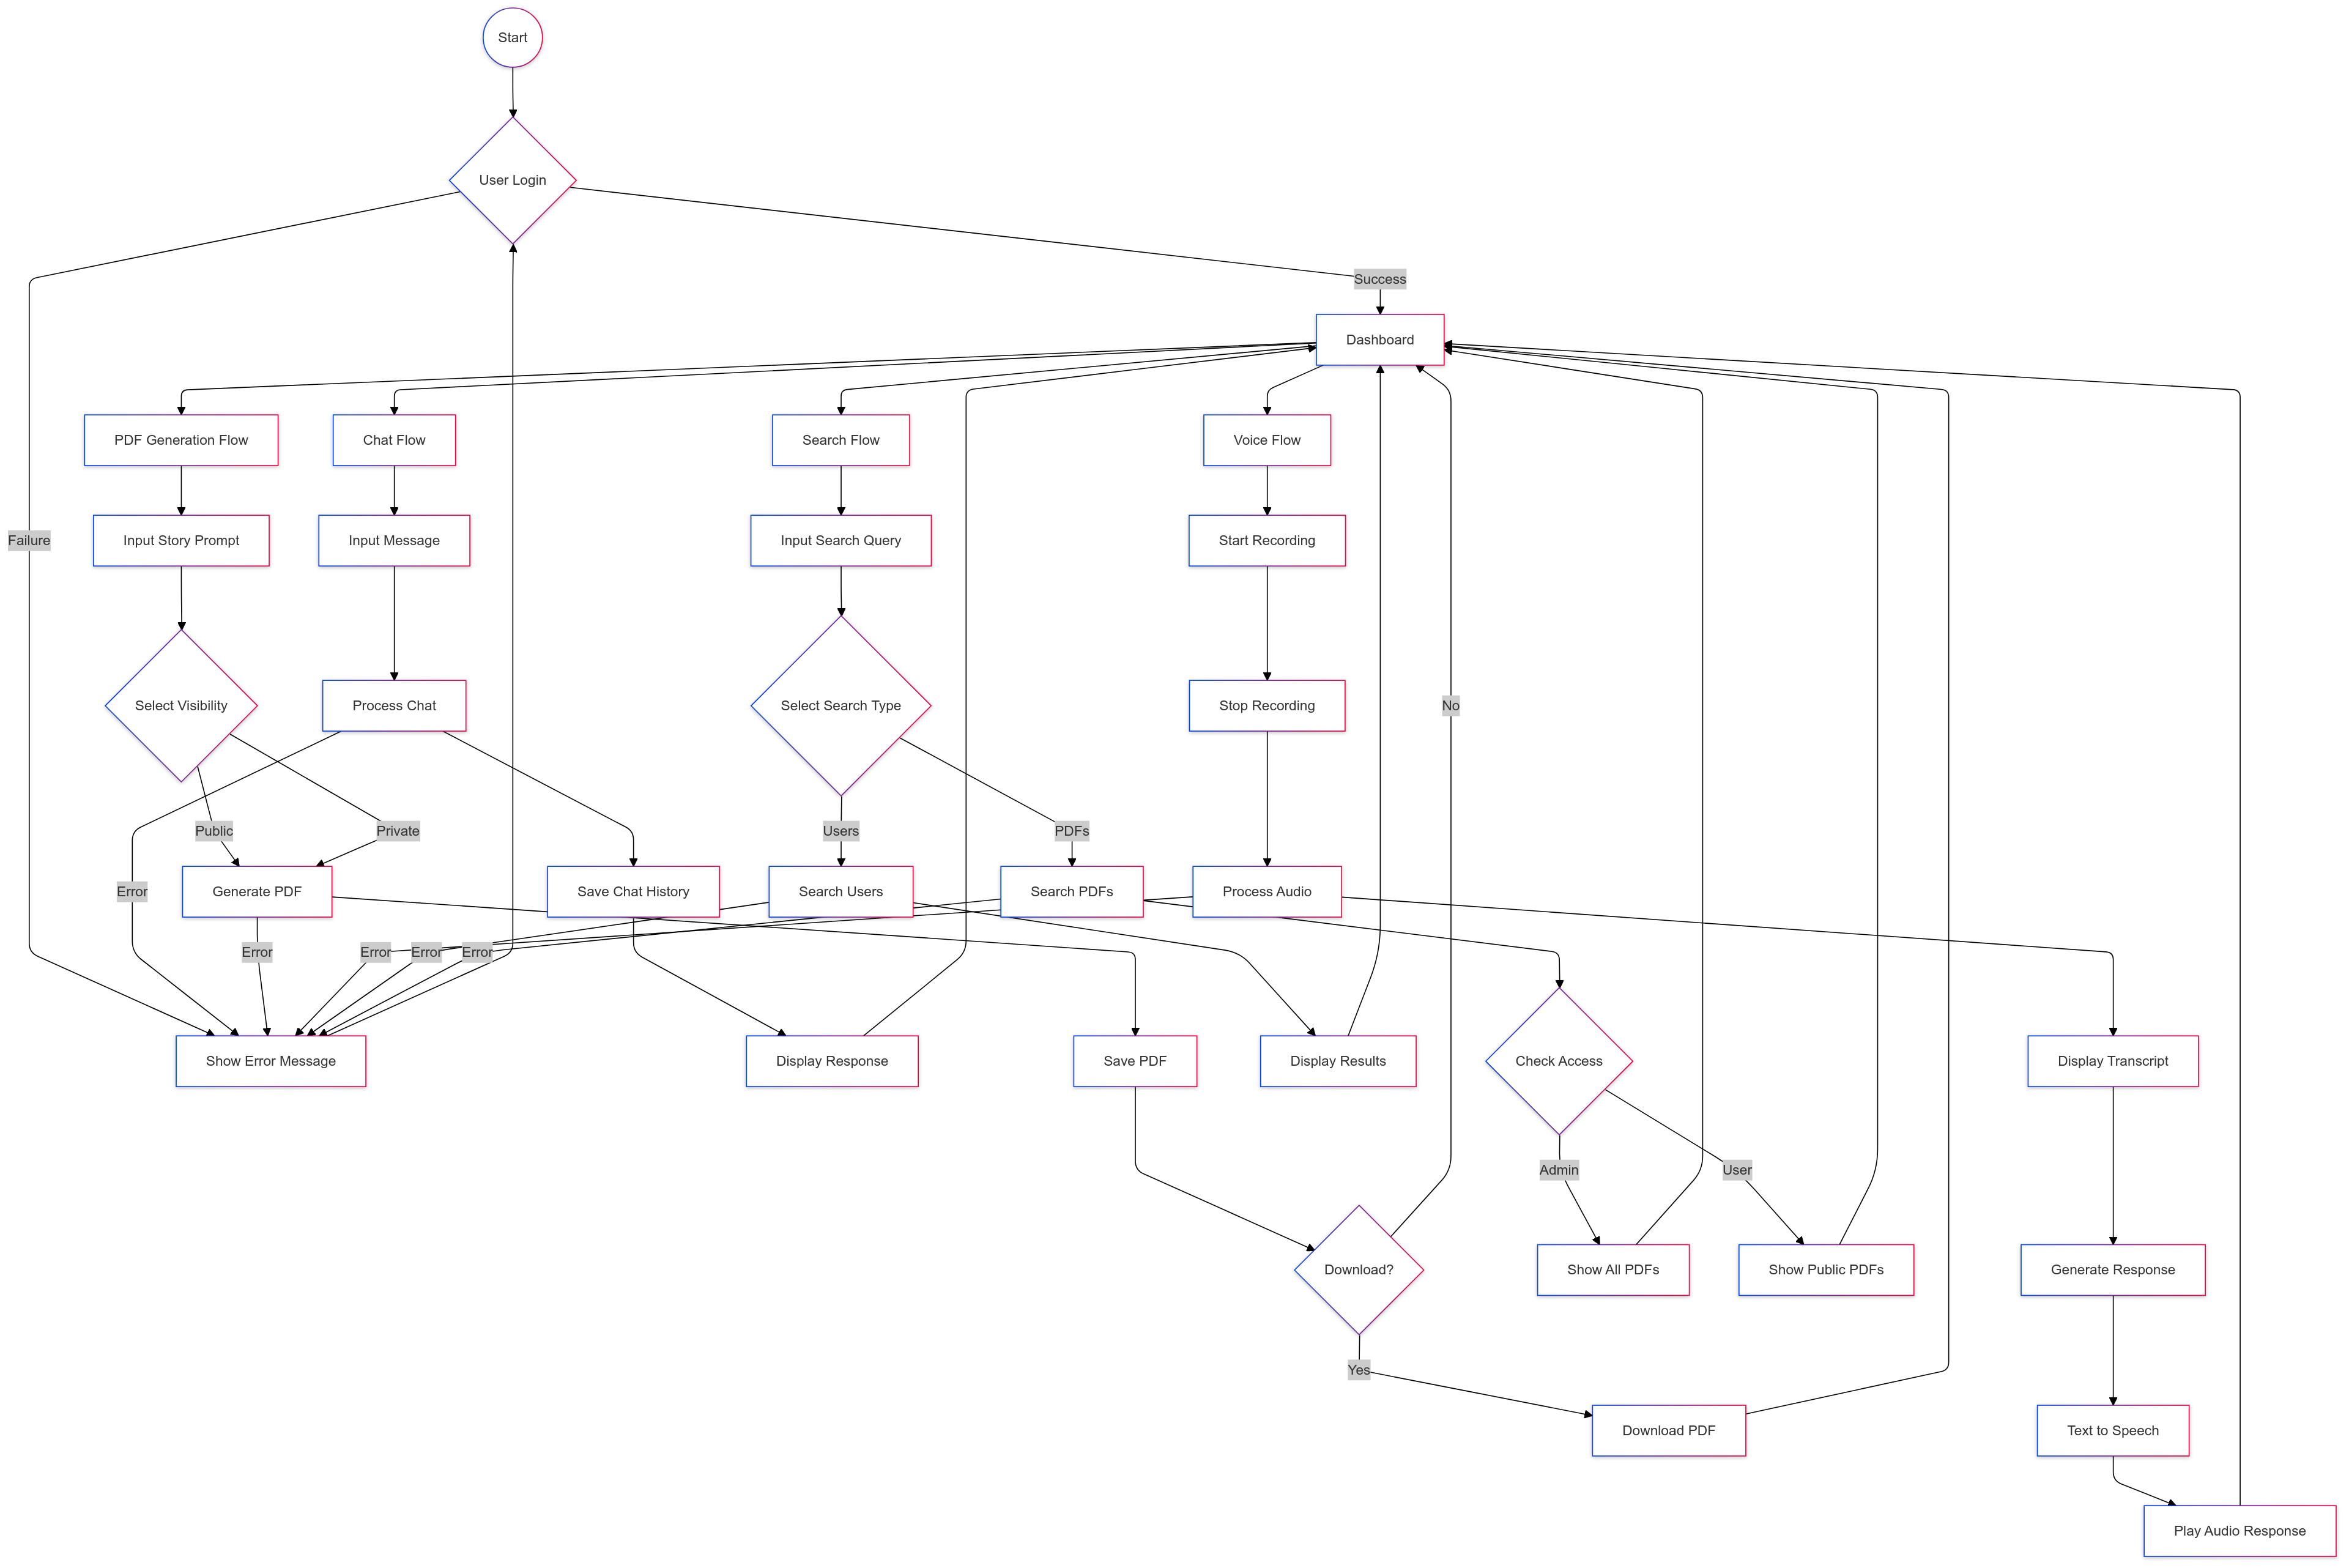 Start
User Login
Success
Dashboard
PDF Generation Flow
Chat Flow
Search Flow
Voice Flow
Failure
Input Story Prompt
Input Message
Input Search Query
Start Recording
Select Visibility
Process Chat
Select Search Type
Stop Recording
No
Public
Private
Users
PDFs
Error
Generate PDF
Save Chat History
Search Users
Search PDFs
Process Audio
Error
Error
Error
Error
Show Error Message
Display Response
Save PDF
Display Results
Check Access
Display Transcript
Admin
User
Download?
Show All PDFs
Show Public PDFs
Generate Response
Yes
Download PDF
Text to Speech
Play Audio Response